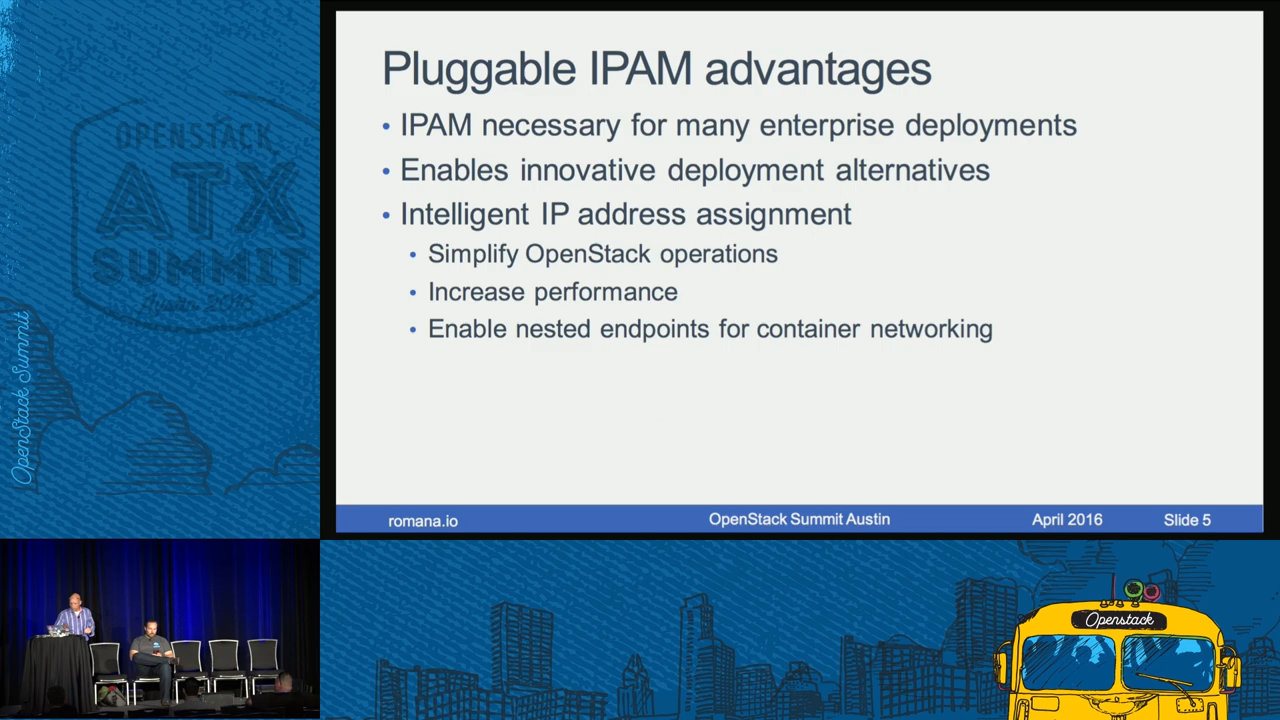 OPENSTACK
ATX
SUMMIT
Austin 2016
OpenStack Summit
Pluggable IPAM advantages
• IPAM necessary for many enterprise deployments
• Enables innovative deployment alternatives
• Intelligent IP address assignment
• Simplify OpenStack operations
• Increase performance
• Enable nested endpoints for container networking
romana.io OpenStack Summit Austin April 2016 Slide 5
Openstack